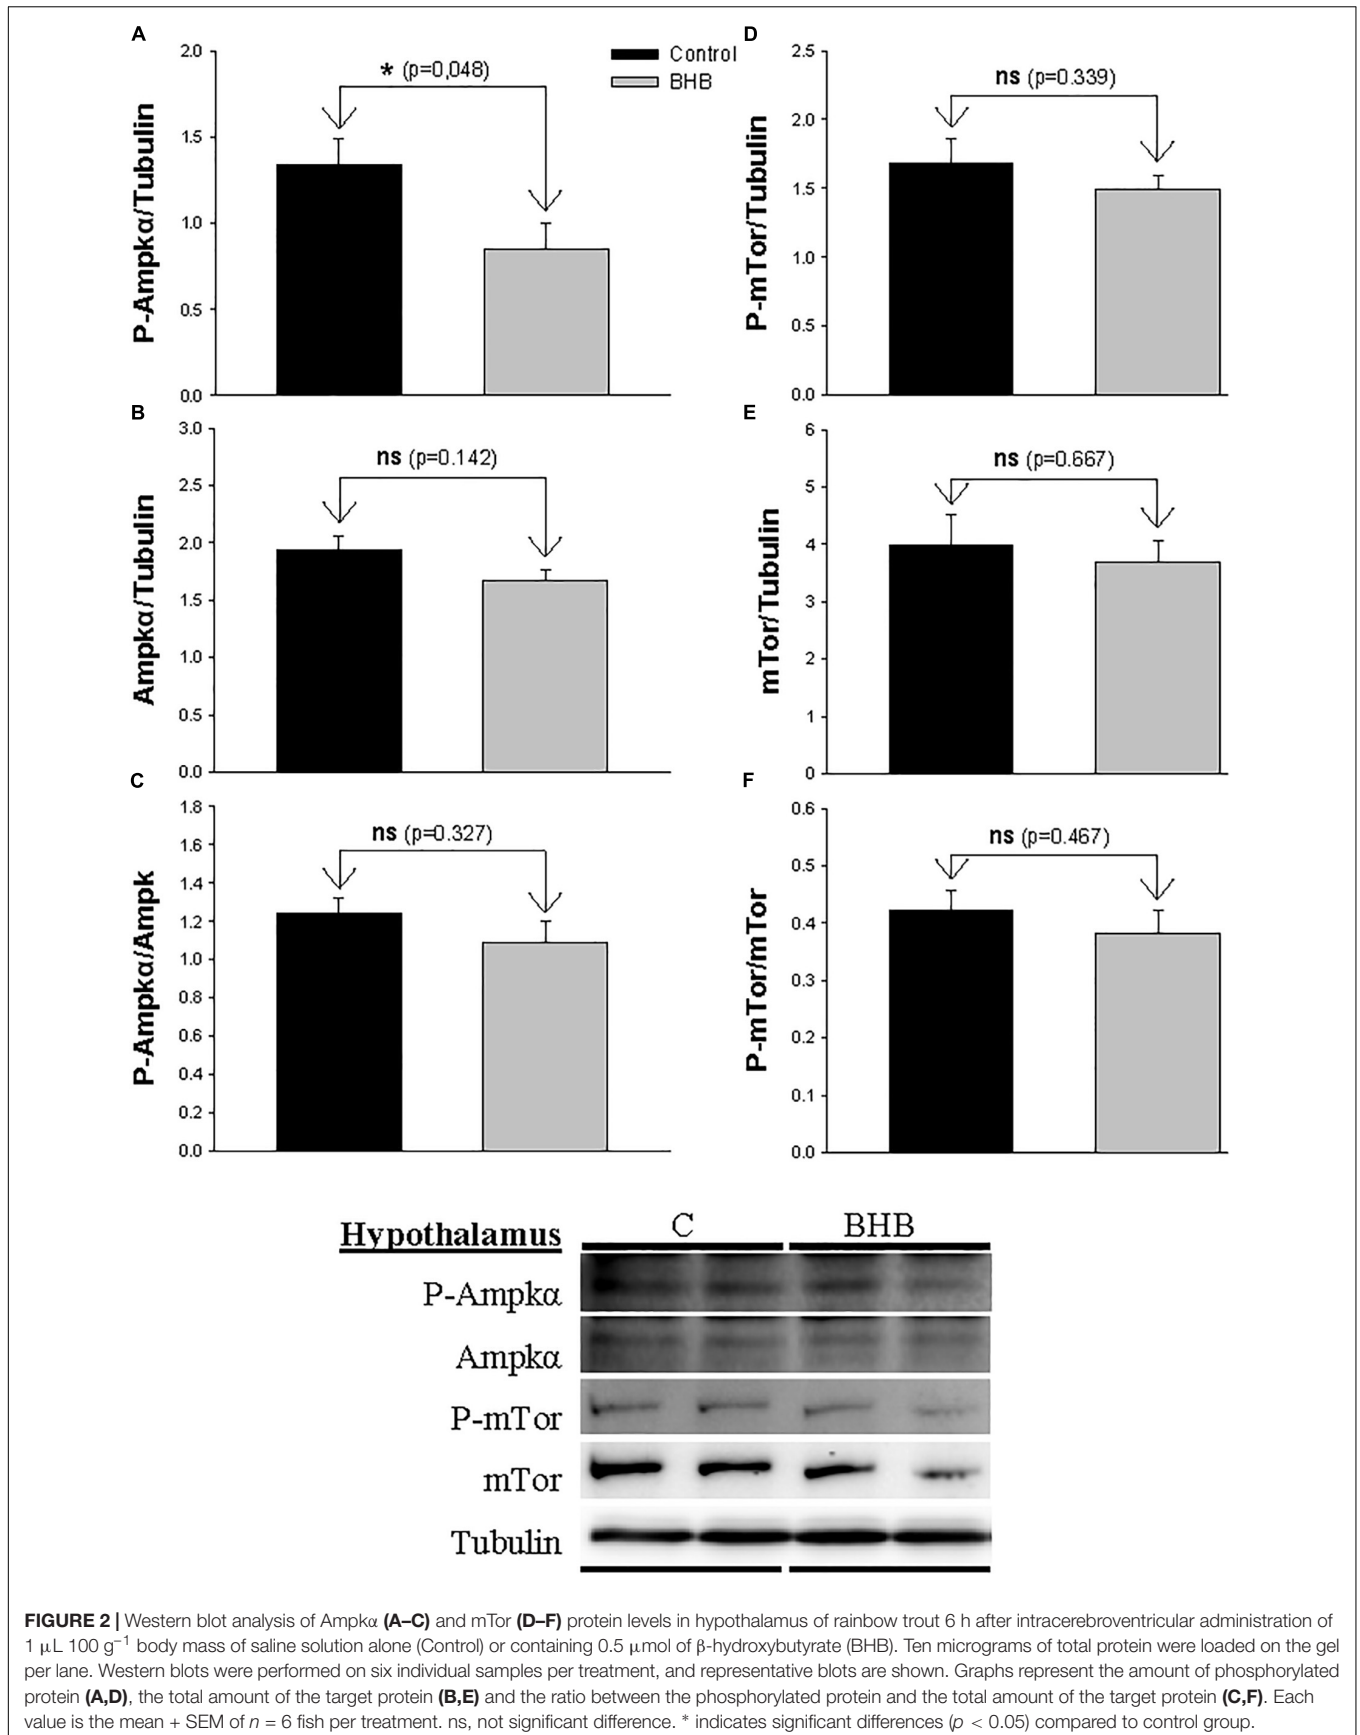 A
2.0
1.5
1.0
0.5
0.0
P-Ampkα/Tubulin
* (p=0,048)
Control
BHB
D
2.5
2.0
1.5
1.0
0.5
0.0
P-mTor/Tubulin
ns (p=0.339)
B
3.0
2.5
2.0
1.5
1.0
0.5
0.0
Ampkα/Tubulin
ns (p=0.142)
E
6
5
4
3
2
1
0
mTor/Tubulin
ns (p=0.667)
C
1.8
1.6
1.4
1.2
1.0
0.8
0.6
0.4
0.2
0.0
P-Ampkα/Ampk
ns (p=0.327)
F
0.6
0.5
0.4
0.3
0.2
0.1
0.0
P-mTor/mTor
ns (p=0.467)
Hypothalamus
C
BHB
P-Ampkα
Ampkα
P-mTor
mTor
Tubulin
FIGURE 2 | Western blot analysis of Ampkα (A–C) and mTor (D–F) protein levels in hypothalamus of rainbow trout 6 h after intracerebroventricular administration of
1 μL 100 g⁻¹ body mass of saline solution alone (Control) or containing 0.5 μmol of β-hydroxybutyrate (BHB). Ten micrograms of total protein were loaded on the gel
per lane. Western blots were performed on six individual samples per treatment, and representative blots are shown. Graphs represent the amount of phosphorylated
protein (A,D), the total amount of the target protein (B,E) and the ratio between the phosphorylated protein and the total amount of the target protein (C,F). Each
value is the mean + SEM of n = 6 fish per treatment. ns, not significant difference. * indicates significant differences (p < 0.05) compared to control group.